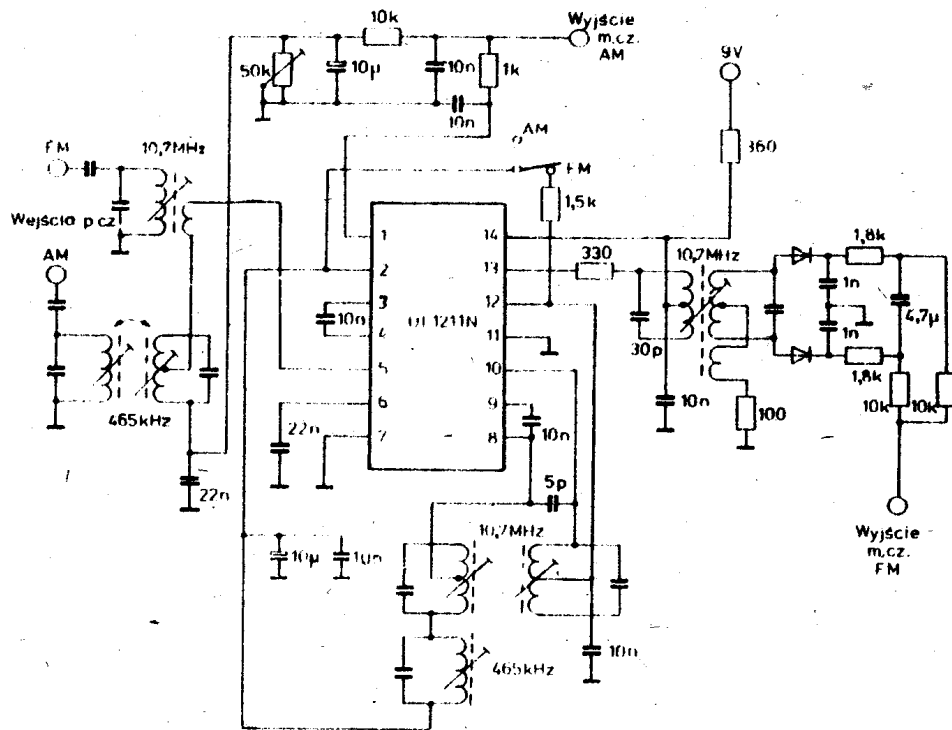 10k
Wyjście
m.cz.
AM
50k
10µ
10n
1k
10n
9V
360
FM
10,7MHz
AM
FM
1,5k
Wejścia p.cz
AM
465kHz
22n
1
2
3
4
5
6
7
14
13
12
11
10
9
8
10n
1211N
22n
330
10,7MHz
30p
10n
100
1,8k
1n
1n
4,7µ
1,8k
10k
10k
10n
5p
10µ
10n
10,7MHz
465kHz
10n
Wyjście
m.cz.
FM